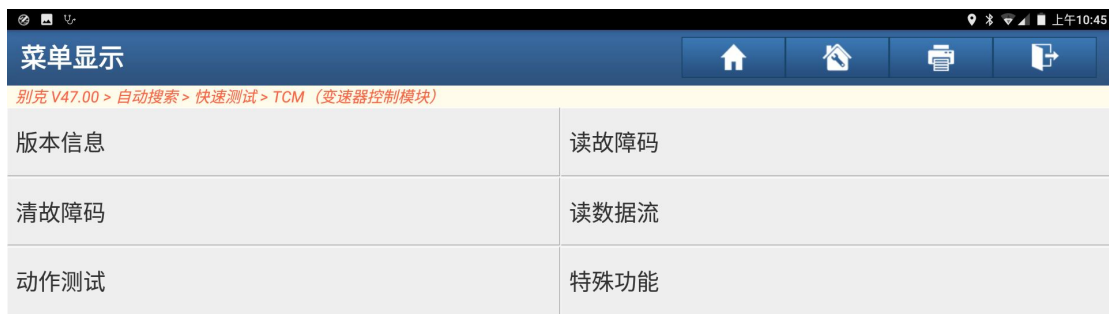 上午10:45
菜单显示
别克 V47.00 > 自动搜索 > 快速测试 > TCM（变速器控制模块）
版本信息 读故障码
清故障码 读数据流
动作测试 特殊功能